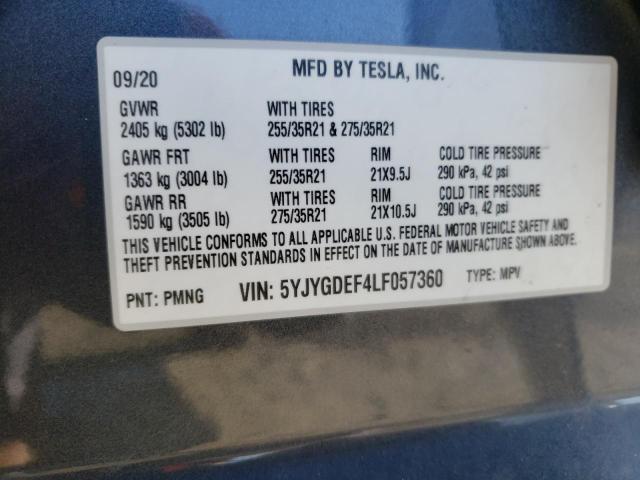 09/20 MFD BY TESLA, INC.
GVWR WITH TIRES
2405 kg (5302 lb) 255/35R21 & 275/35R21
GAWR FRT WITH TIRES RIM COLD TIRE PRESSURE
1363 kg (3004 lb) 255/35R21 21X9.5J 290 kPa, 42 psi
GAWR RR WITH TIRES RIM COLD TIRE PRESSURE
1590 kg (3505 lb) 275/35R21 21X10.5J 290 kPa, 42 psi
THIS VEHICLE CONFORMS TO ALL APPLICABLE U.S. FEDERAL MOTOR VEHICLE SAFETY AND
THEFT PREVENTION STANDARDS IN EFFECT ON THE DATE OF MANUFACTURE SHOWN ABOVE.
PNT: PMNG VIN: 5YJYGDEF4LF057360 TYPE: MPV